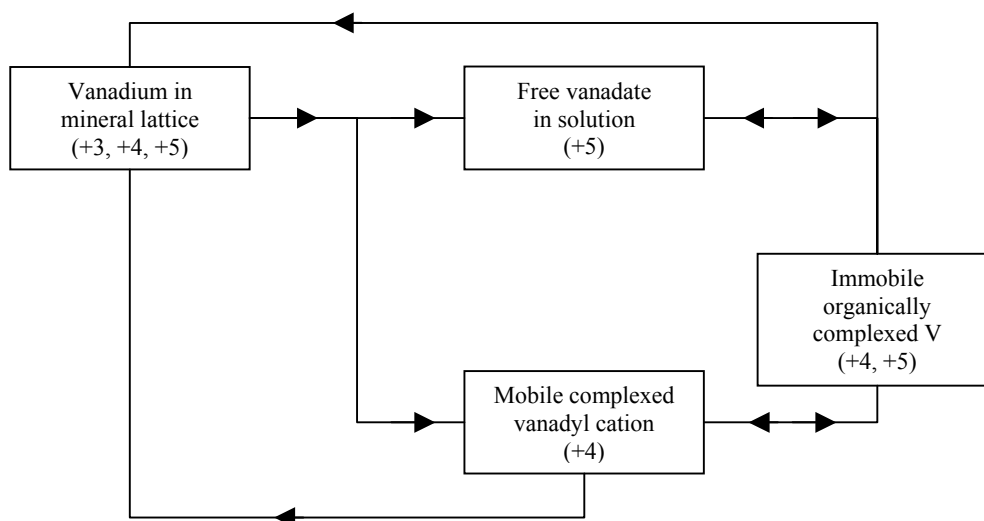 Vanadium in
mineral lattice
(+3, +4, +5)
Free vanadate
in solution
(+5)
Immobile
organically
complexed V
(+4, +5)
Mobile complexed
vanadyl cation
(+4)